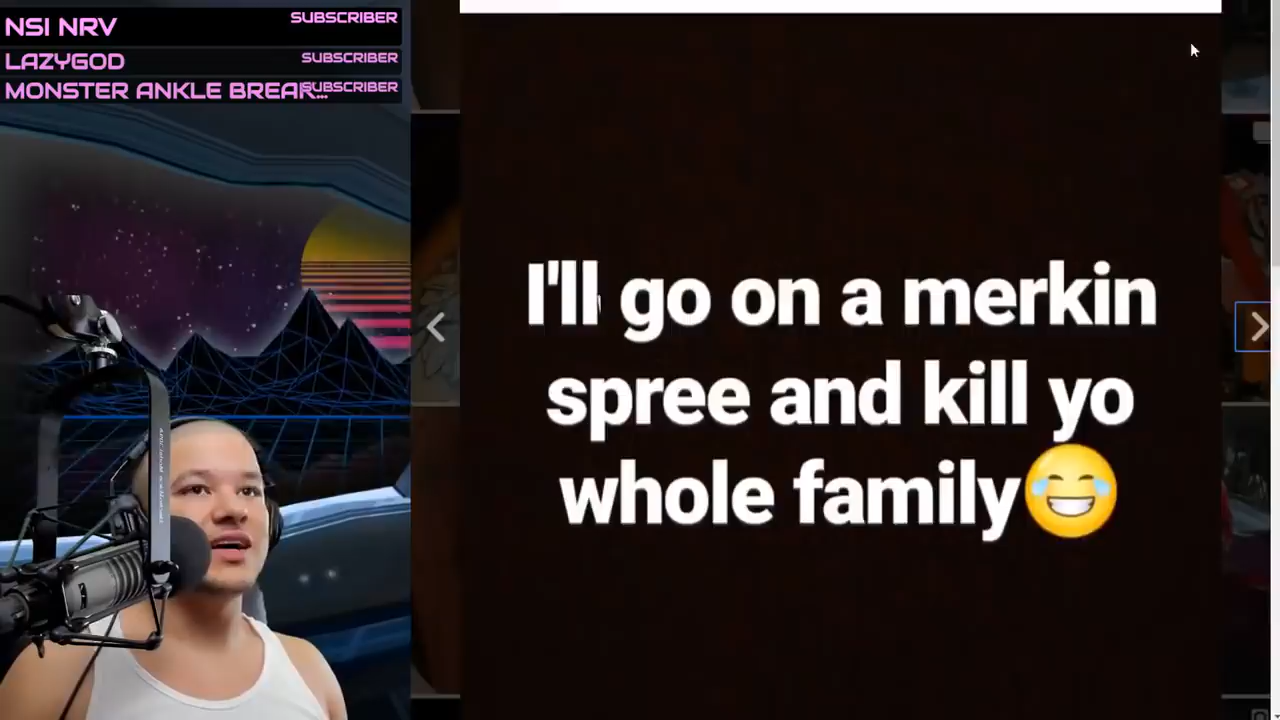 NSI NRV SUBSCRIBER
LAZYGOD SUBSCRIBER
MONSTER ANKLE BREAK... SUBSCRIBER
I'll go on a merkin
spree and kill yo
whole family😂